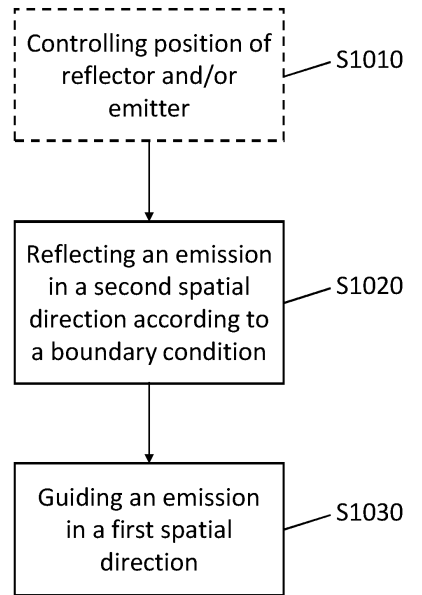 Controlling position of
reflector and/or
emitter
S1010
Reflecting an emission
in a second spatial
direction according to
a boundary condition
S1020
Guiding an emission
in a first spatial
direction
S1030